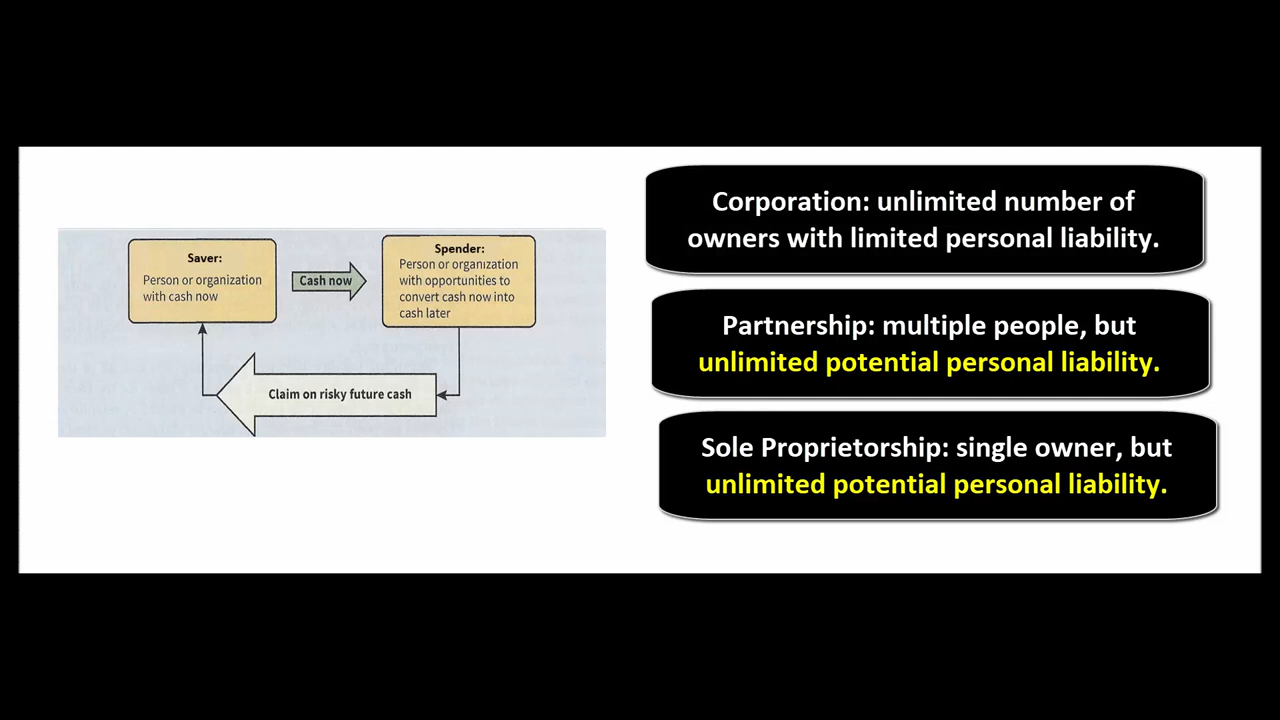 Saver:
Person or organization
with cash now
Cash now
Spender:
Person or organization
with opportunities to
convert cash now into
cash later
Claim on risky future cash
Corporation: unlimited number of
owners with limited personal liability.
Partnership: multiple people, but
unlimited potential personal liability.
Sole Proprietorship: single owner, but
unlimited potential personal liability.